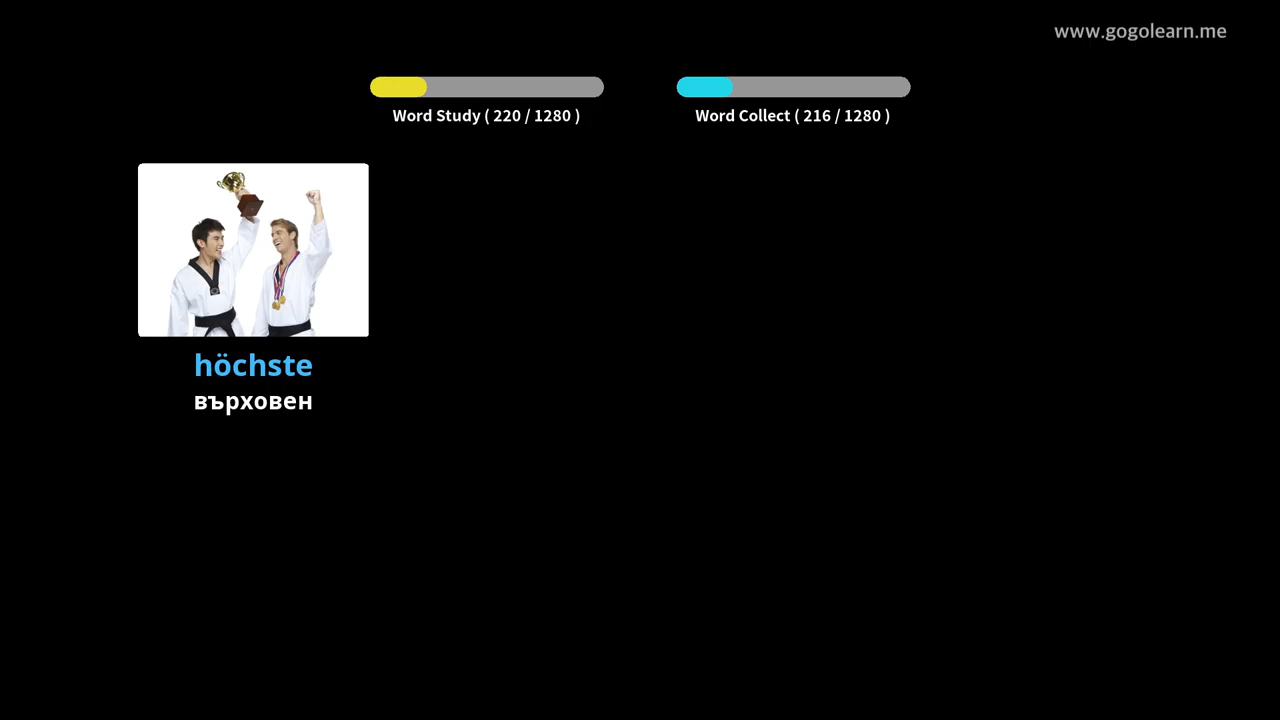 www.gogolearn.me
Word Study ( 220 / 1280 )
Word Collect ( 216 / 1280 )
höchste
върховен